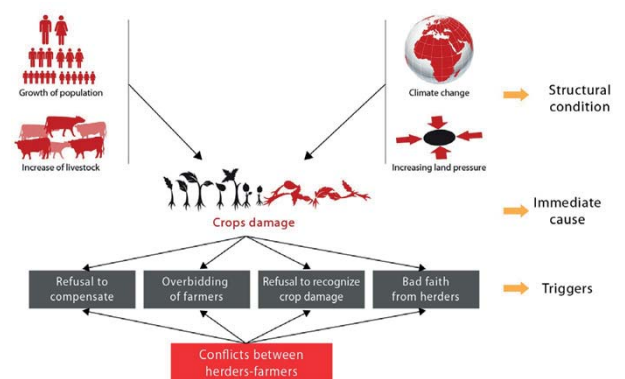 Growth of population
Climate change
Structural
condition
Increase of livestock
Increasing land pressure
Crops damage
Immediate
cause
Refusal to
compensate
Overbidding
of farmers
Refusal to recognize
crop damage
Bad faith
from herders
Triggers
Conflicts between
herders-farmers